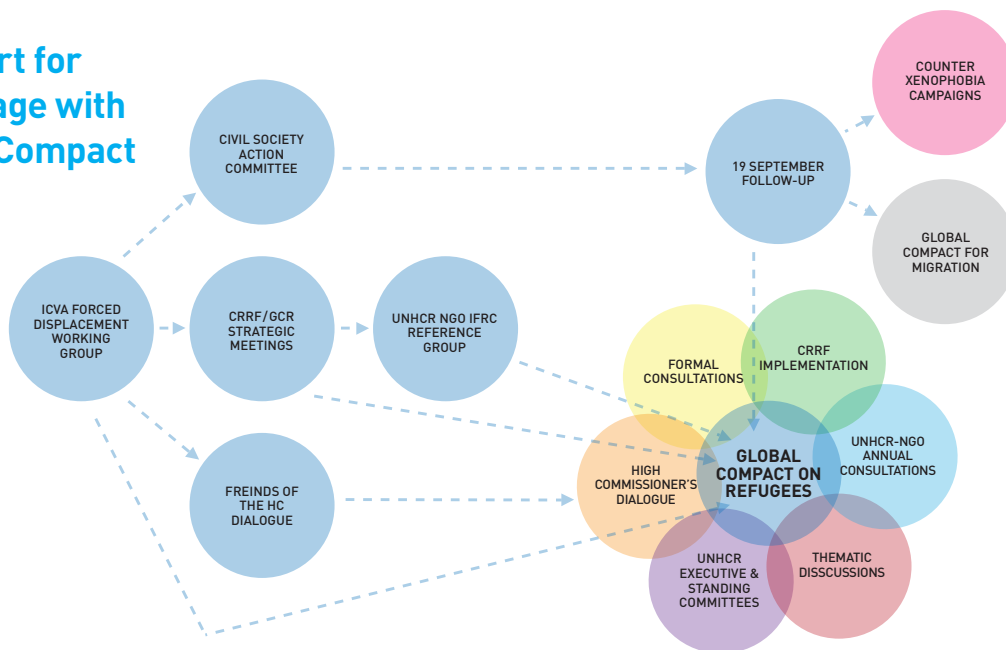 rt for
age with
Compact
COUNTER
XENOPHOBIA
CAMPAIGNS
CIVIL SOCIETY
ACTION
COMMITTEE
19 SEPTEMBER
FOLLOW-UP
GLOBAL
COMPACT FOR
MIGRATION
ICVA FORCED
DISPLACEMENT
WORKING
GROUP
CRRF/GCR
STRATEGIC
MEETINGS
UNHCR NGO IFRC
REFERENCE
GROUP
FORMAL
CONSULTATIONS
CRRF
IMPLEMENTATION
UNHCR-NGO
ANNUAL
CONSULTATIONS
GLOBAL
COMPACT ON
REFUGEES
HIGH
COMMISSIONER'S
DIALOGUE
FREINDS OF
THE HC
DIALOGUE
UNHCR
EXECUTIVE &
STANDING
COMMITTEES
THEMATIC
DISSCUSSIONS